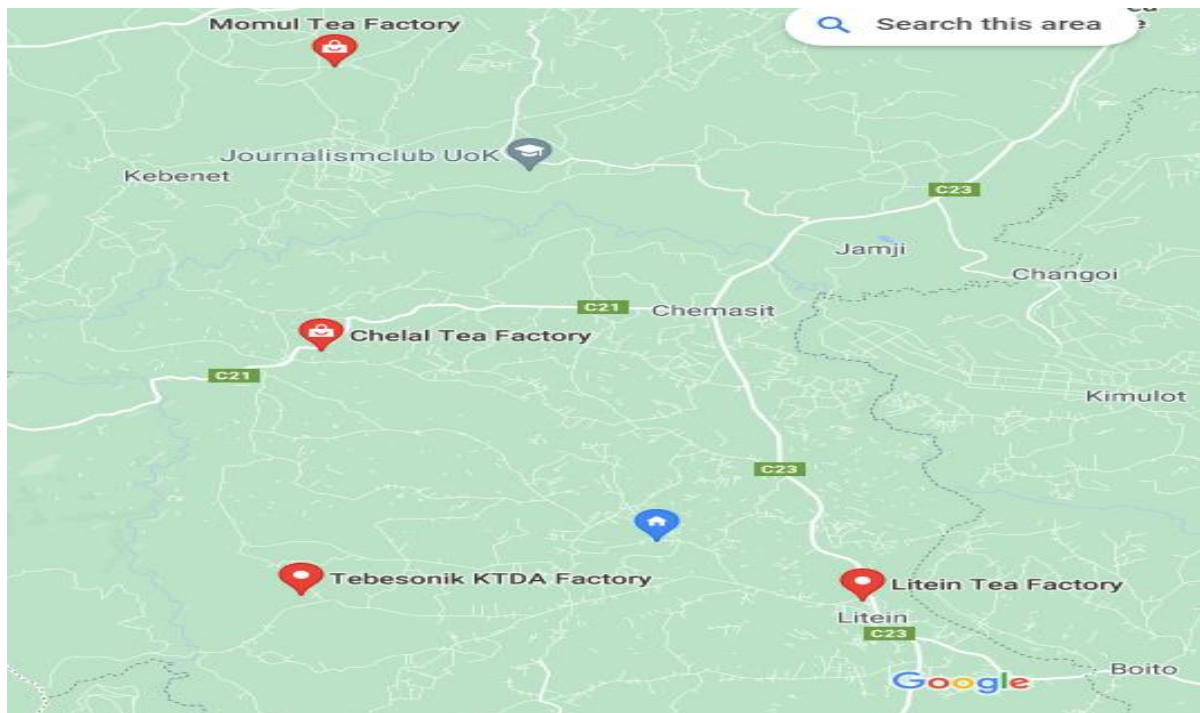 Momul Tea Factory
Search this area
Journalismclub UoK
Kebenet
C23
Jamji
Changoi
C21
Chemasit
Chelal Tea Factory
C21
Kimulot
C23
Tebesonik KTDA Factory
Litein Tea Factory
Litein
C23
Boito
Google